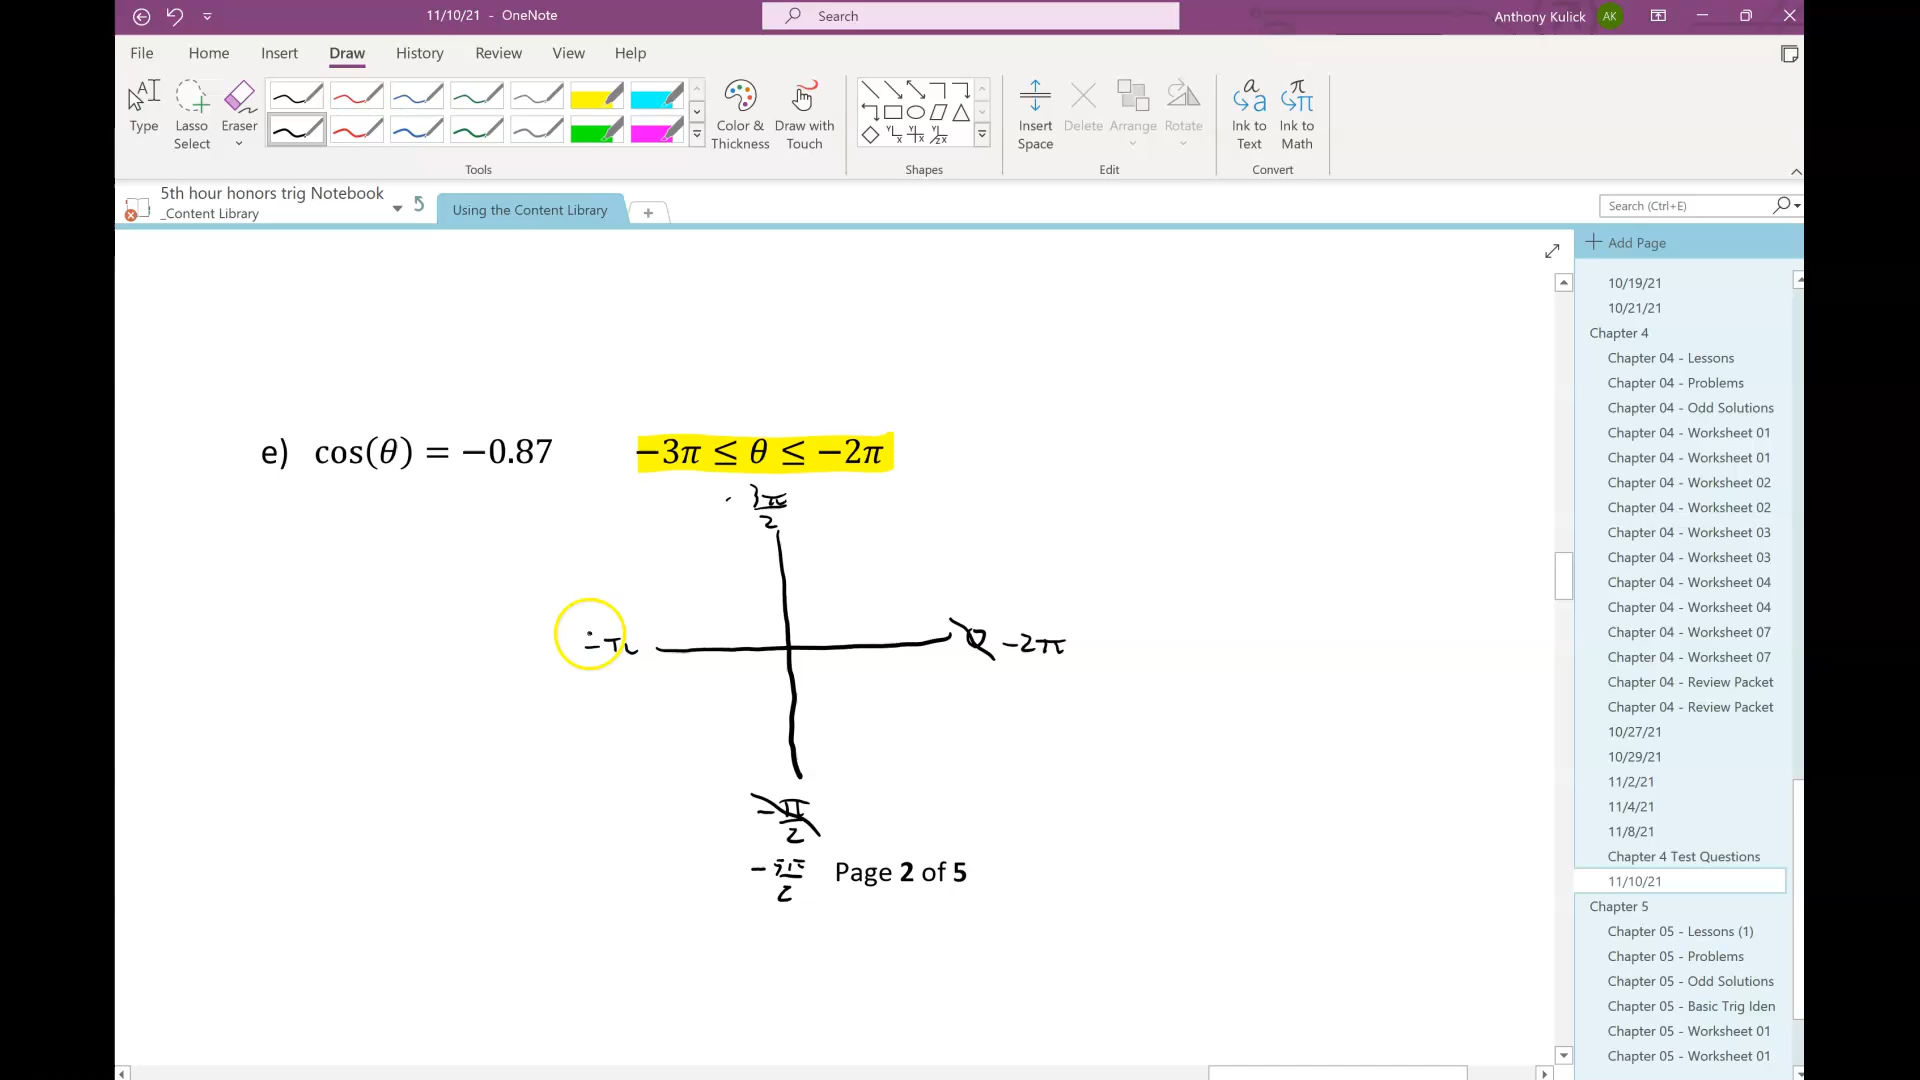 11/10/21 - OneNote
Search
Anthony Kulick
AK
File Home Insert Draw History Review View Help
Type
Lasso Select
Eraser
Color & Thickness
Draw with Touch
Insert Space
Delete
Arrange
Rotate
Ink to Text
Ink to Math
Tools
Shapes
Edit
Convert
5th hour honors trig Notebook
_Content Library
Using the Content Library
Search (Ctrl+E)
Add Page
10/19/21
10/21/21
Chapter 4
Chapter 04 - Lessons
Chapter 04 - Problems
Chapter 04 - Odd Solutions
Chapter 04 - Worksheet 01
Chapter 04 - Worksheet 01
Chapter 04 - Worksheet 02
Chapter 04 - Worksheet 02
Chapter 04 - Worksheet 03
Chapter 04 - Worksheet 03
Chapter 04 - Worksheet 04
Chapter 04 - Worksheet 04
Chapter 04 - Worksheet 07
Chapter 04 - Worksheet 07
Chapter 04 - Review Packet
Chapter 04 - Review Packet
10/27/21
10/29/21
11/2/21
11/4/21
11/8/21
Chapter 4 Test Questions
11/10/21
Chapter 5
Chapter 05 - Lessons (1)
Chapter 05 - Problems
Chapter 05 - Odd Solutions
Chapter 05 - Basic Trig Iden
Chapter 05 - Worksheet 01
Chapter 05 - Worksheet 01
e) cos(θ) = −0.87 −3π ≤ θ ≤ −2π
- 3π/2
-π
0 -2π
-π/2
-5π/2
Page 2 of 5